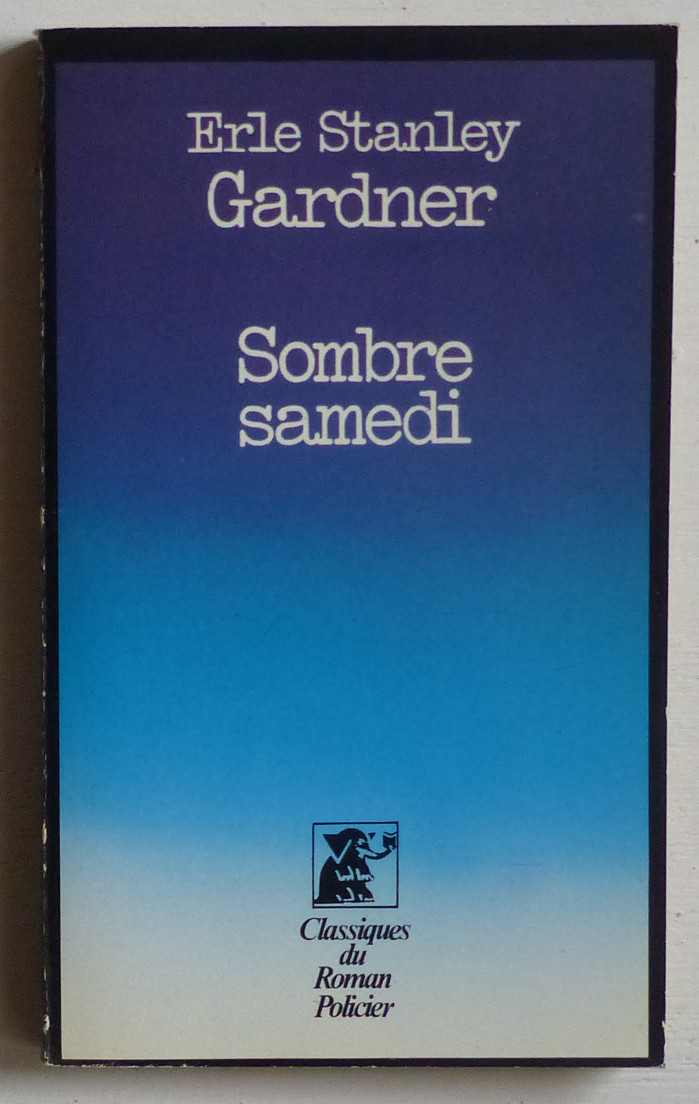 Erle Stanley
Gardner
Sombre
samedi
Classiques
du
Roman
Policier